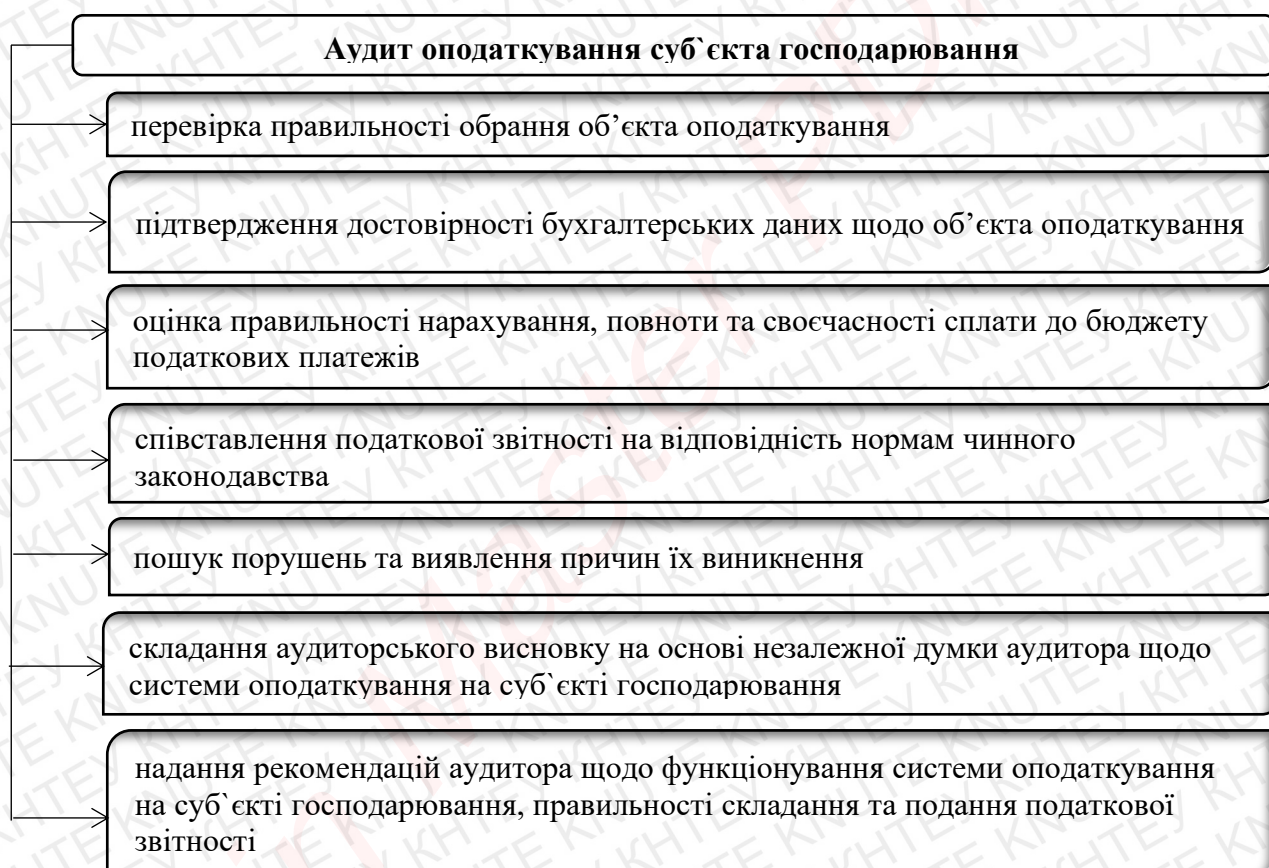 Аудит оподаткування суб`єкта господарювання
перевірка правильності обрання об’єкта оподаткування
підтвердження достовірності бухгалтерських даних щодо об’єкта оподаткування
оцінка правильності нарахування, повноти та своєчасності сплати до бюджету
податкових платежів
співставлення податкової звітності на відповідність нормам чинного
законодавства
пошук порушень та виявлення причин їх виникнення
складання аудиторського висновку на основі незалежної думки аудитора щодо
системи оподаткування на суб`єкті господарювання
надання рекомендацій аудитора щодо функціонування системи оподаткування
на суб`єкті господарювання, правильності складання та подання податкової
звітності